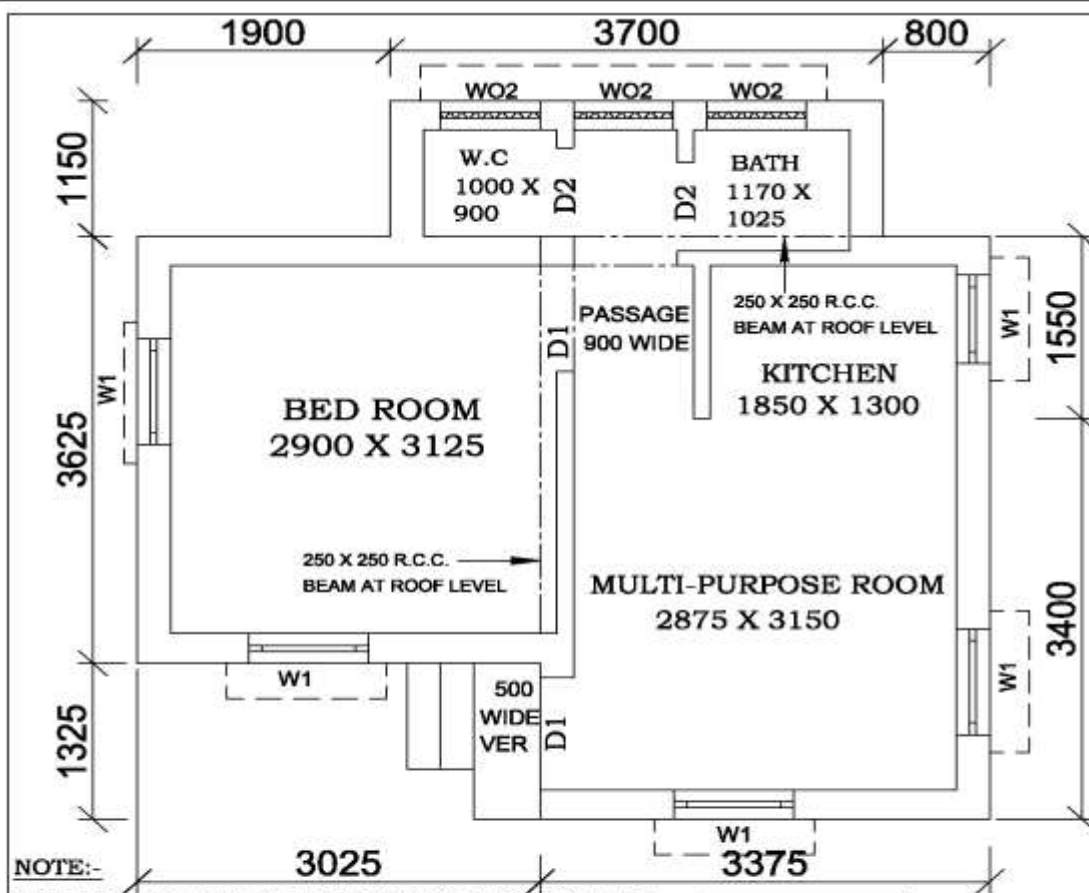 1900
3700
800
WO2
WO2
WO2
1150
W.C
1000 X
900
D2
D2
BATH
1170 X
1025
250 X 250 R.C.C.
BEAM AT ROOF LEVEL
PASSAGE
900 WIDE
D1
W1
1550
W1
3625
BED ROOM
2900 X 3125
KITCHEN
1850 X 1300
250 X 250 R.C.C.
BEAM AT ROOF LEVEL
MULTI-PURPOSE ROOM
2875 X 3150
3400
W1
W1
500
WIDE
VER
D1
1325
W1
NOTE:-
3025
3375